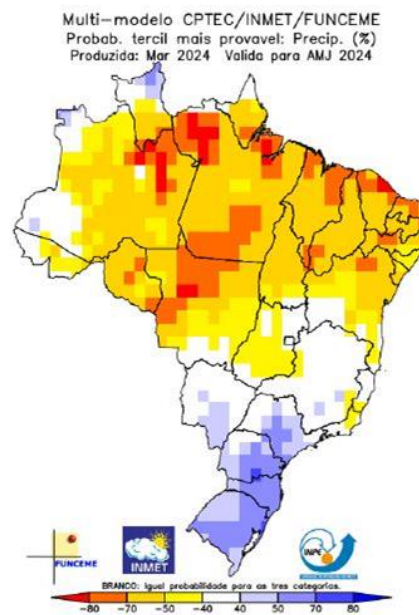 Multi-modelo CPTEC/INMET/FUNCEME
Probab. tercil mais provavel: Precip. (%)
Produzida: Mar 2024 Valida para AMJ 2024
FUNCEME
INMET
INPE
BRANCO: Igual probabilidade para as tres categorias.
-80 -70 -50 -40 40 50 70 80